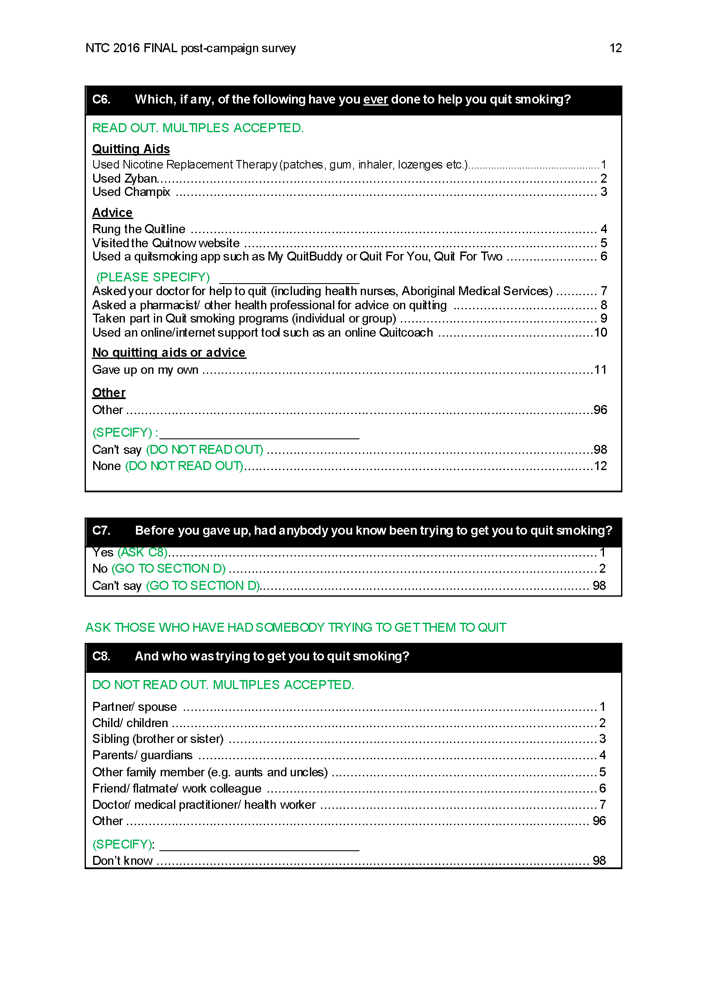 NTC 2016 FINAL post-campaign survey 12
C6. Which, if any, of the following have you ever done to help you quit smoking?
READ OUT. MULTIPLES ACCEPTED.
Quitting Aids
Used Nicotine Replacement Therapy (patches, gum, inhaler, lozenges etc.)............................................. 1
Used Zyban.................................................................................................................... 2
Used Champix ............................................................................................................... 3
Advice
Rung the Quitline ........................................................................................................... 4
Visited the Quitnow website ............................................................................................. 5
Used a quitsmoking app such as My QuitBuddy or Quit For You, Quit For Two ........................ 6
(PLEASE SPECIFY) _____________________
Asked your doctor for help to quit (including health nurses, Aboriginal Medical Services) ........... 7
Asked a pharmacist/ other health professional for advice on quitting ...................................... 8
Taken part in Quit smoking programs (individual or group) .................................................... 9
Used an online/internet support tool such as an online Quitcoach .........................................10
No quitting aids or advice
Gave up on my own .......................................................................................................11
Other
Other ...........................................................................................................................96
(SPECIFY) :______________________________
Can't say (DO NOT READ OUT) ......................................................................................98
None (DO NOT READ OUT)............................................................................................12
C7. Before you gave up, had anybody you know been trying to get you to quit smoking?
Yes (ASK C8)................................................................................................................. 1
No (GO TO SECTION D) ................................................................................................. 2
Can't say (GO TO SECTION D)....................................................................................... 98
ASK THOSE WHO HAVE HAD SOMEBODY TRYING TO GET THEM TO QUIT
C8. And who was trying to get you to quit smoking?
DO NOT READ OUT. MULTIPLES ACCEPTED.
Partner/ spouse ............................................................................................................. 1
Child/ children ................................................................................................................ 2
Sibling (brother or sister) ................................................................................................. 3
Parents/ guardians ......................................................................................................... 4
Other family member (e.g. aunts and uncles) ...................................................................... 5
Friend/ flatmate/ work colleague ....................................................................................... 6
Doctor/ medical practitioner/ health worker ......................................................................... 7
Other .......................................................................................................................... 96
(SPECIFY): ______________________________
Don’t know .................................................................................................................. 98